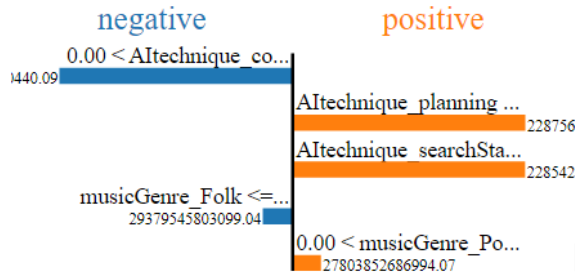 negative
positive
0.00 < AItechnique_co...
0440.09
AItechnique_planning ...
228756
AItechnique_searchSta...
228542
musicGenre_Folk <=...
29379545803099.04
0.00 < musicGenre_Po...
27803852686994.07